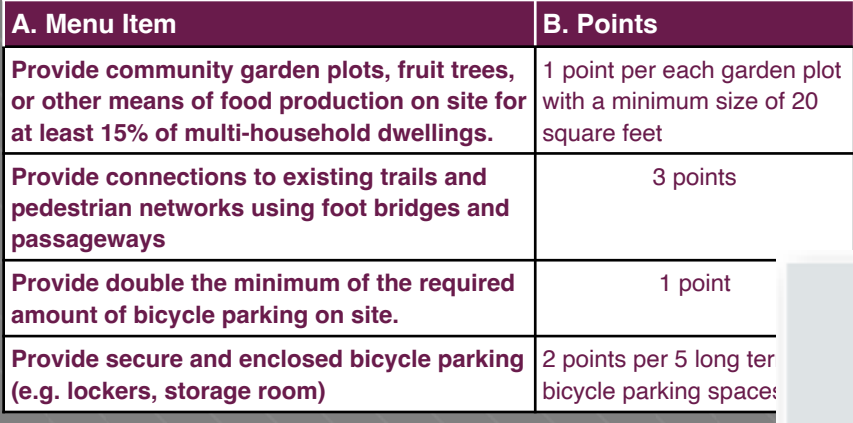 A. Menu Item
B. Points
Provide community garden plots, fruit trees,
or other means of food production on site for
at least 15% of multi-household dwellings.
1 point per each garden plot
with a minimum size of 20
square feet
Provide connections to existing trails and
pedestrian networks using foot bridges and
passageways
3 points
Provide double the minimum of the required
amount of bicycle parking on site.
1 point
Provide secure and enclosed bicycle parking
(e.g. lockers, storage room)
2 points per 5 long
bicycle parking spaces